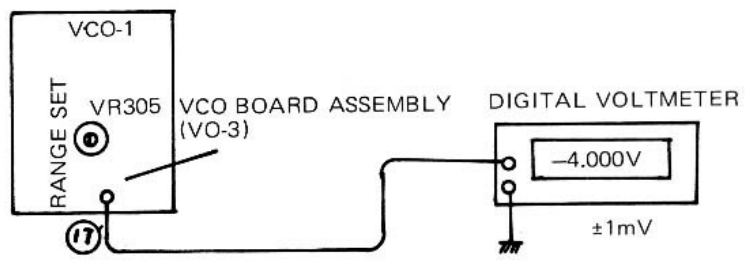 VCO-1
RANGE SET
VR305
VCO BOARD ASSEMBLY
(VO-3)
17
DIGITAL VOLTMETER
−4.000V
±1mV